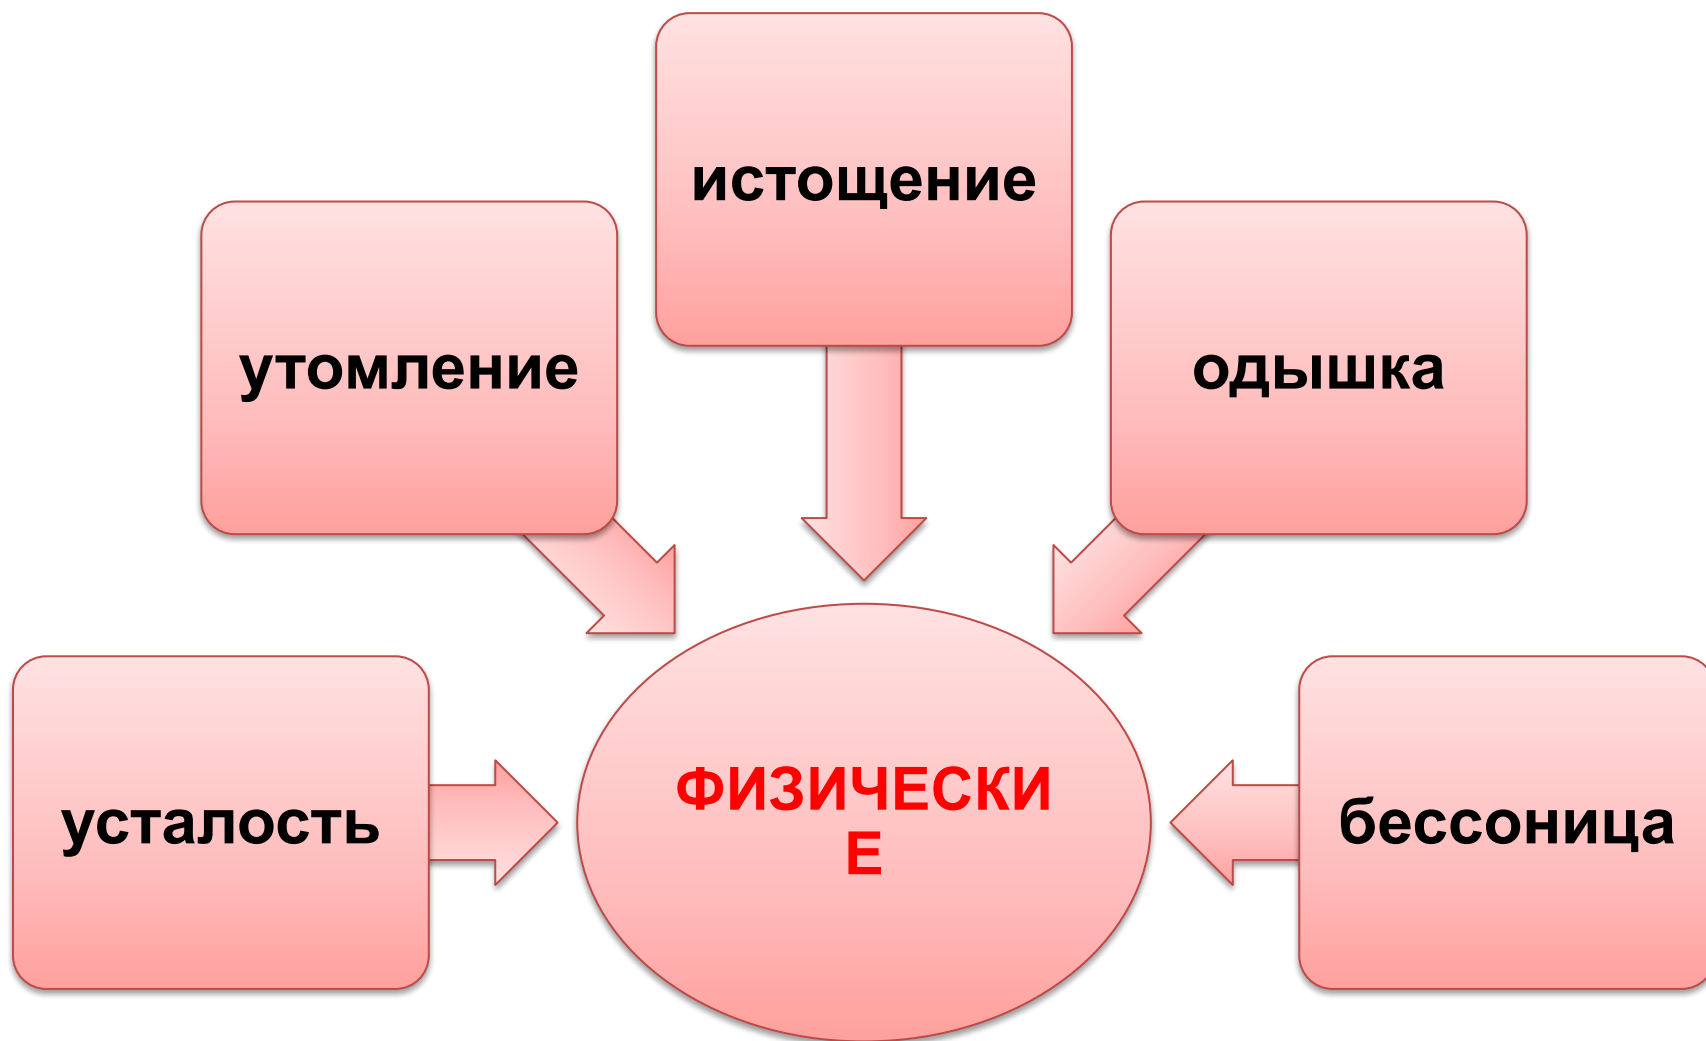 истощение
утомление
одышка
ФИЗИЧЕСКИ
Е
усталость
бессоница